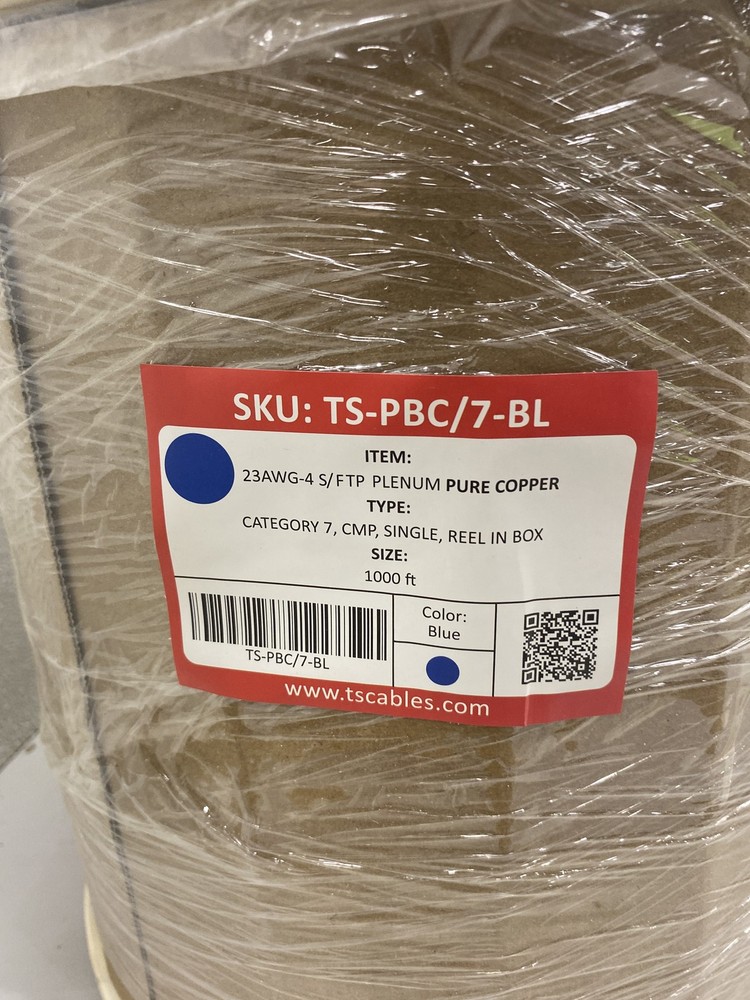 SKU: TS-PBC/7-BL
ITEM:
23AWG-4 S/FTP PLENUM PURE COPPER
TYPE:
CATEGORY 7, CMP, SINGLE, REEL IN BOX
SIZE:
1000 ft
TS-PBC/7-BL
Color:
Blue
www.tscables.com